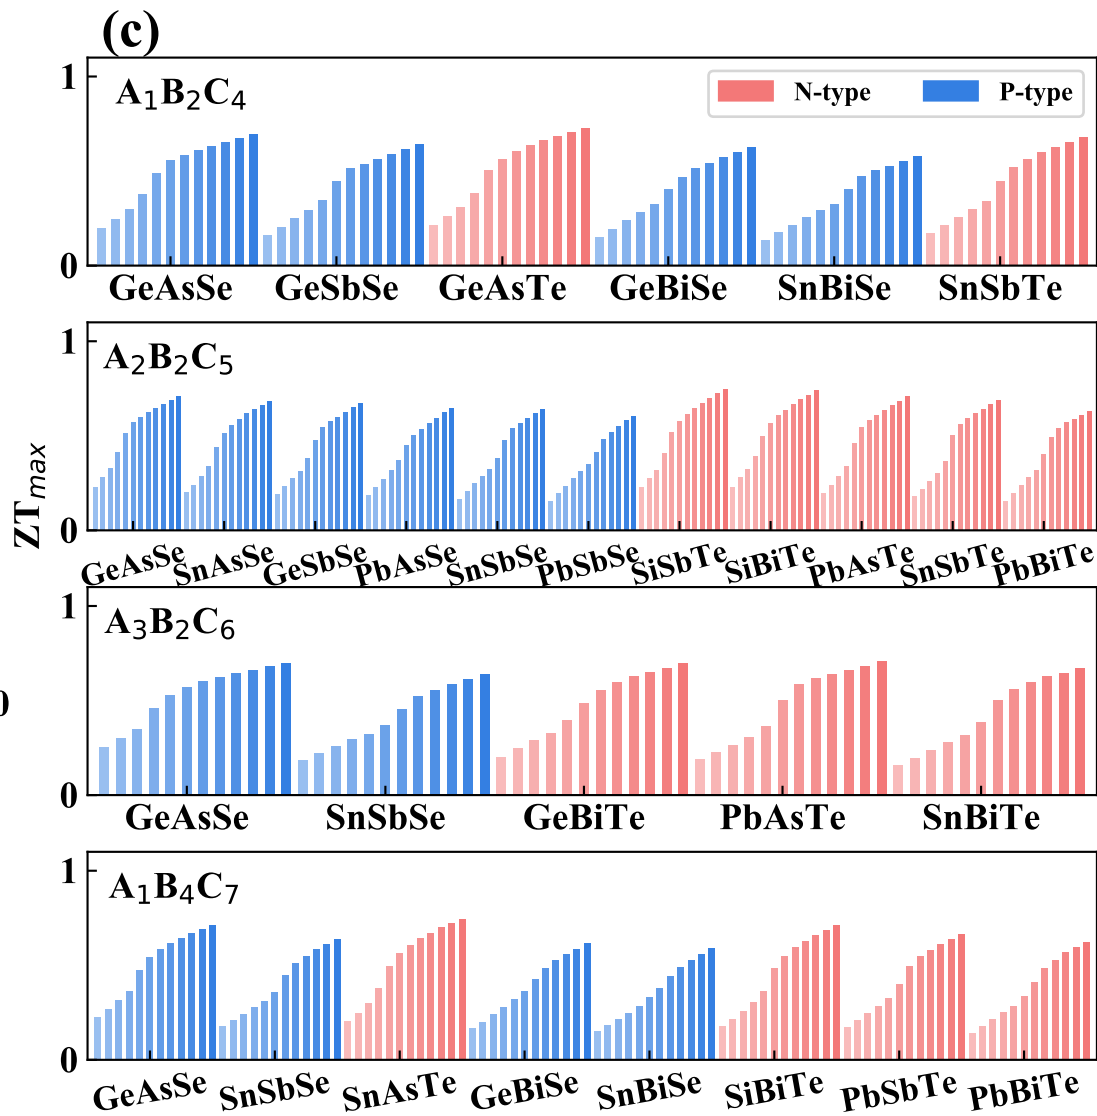 (c)
1
A₁B₂C₄
N-type P-type
0
GeAsSe GeSbSe GeAsTe GeBiSe SnBiSe SnSbTe
1
A₂B₂C₅
ZTmax
0
GeAsSe SnAsSe GeSbSe PbAsSe SnSbSe PbSbSe SiSbTe SiBiTe PbAsTe SnSbTe PbBiTe
1
A₃B₂C₆
0
0
GeAsSe SnSbSe GeBiTe PbAsTe SnBiTe
1
A₁B₄C₇
0
GeAsSe SnSbSe SnAsTe GeBiSe SnBiSe SiBiTe PbSbTe PbBiTe